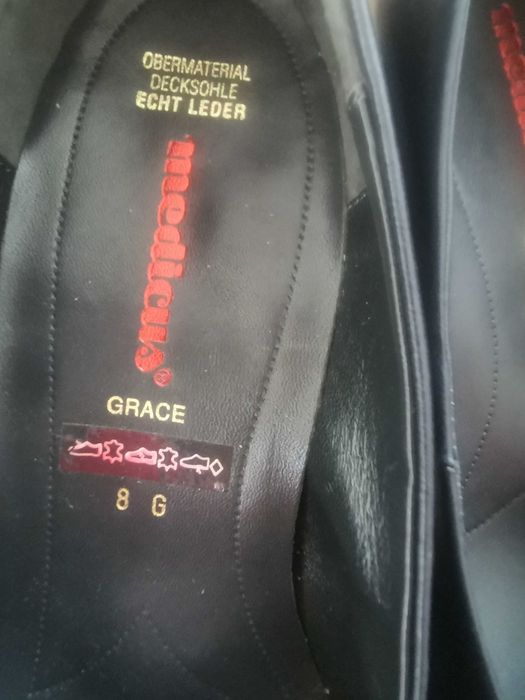 OBERMATERIAL
DECKSOHLE
ECHT LEDER
medicus®
GRACE
8 G